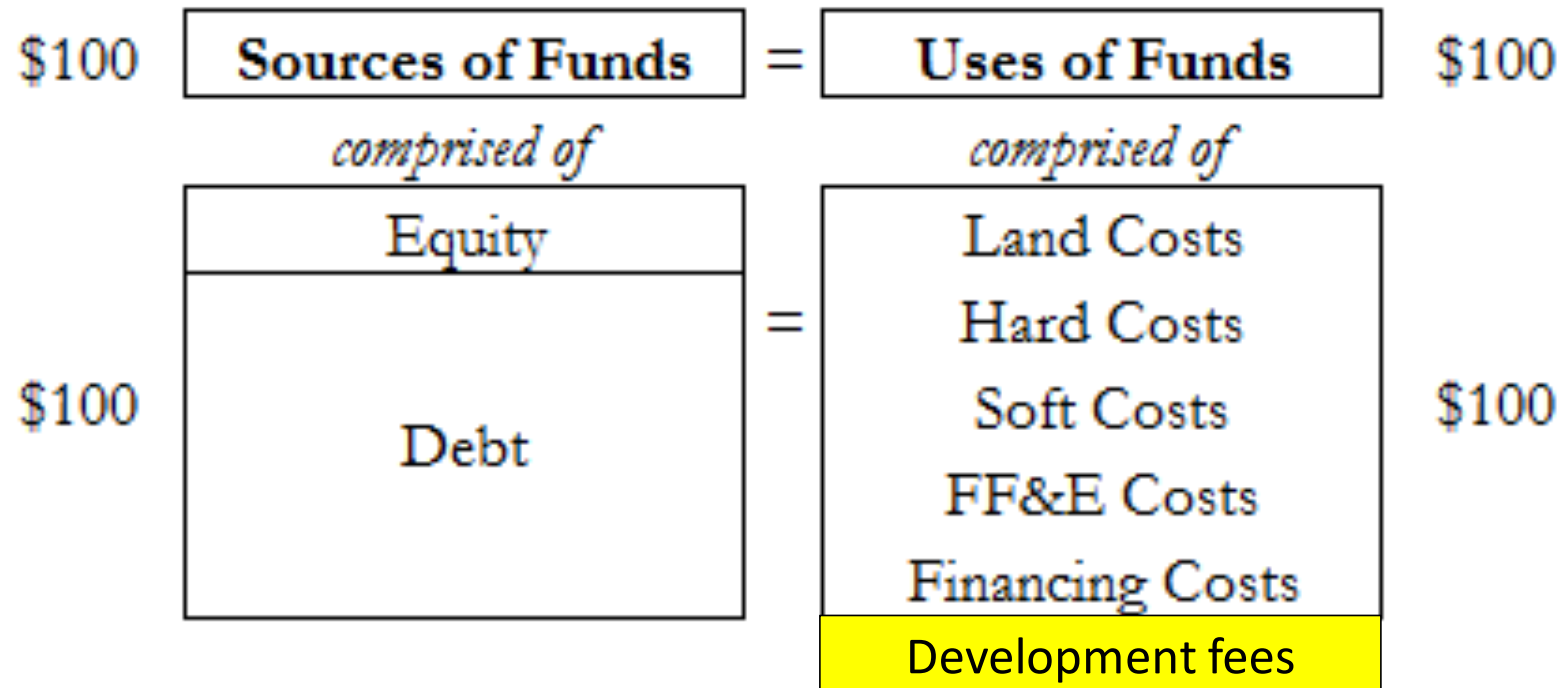 $100 Sources of Funds = Uses of Funds $100
comprised of comprised of
Equity Land Costs
Hard Costs
=
$100 Debt Soft Costs $100
FF&E Costs
Financing Costs
Development fees